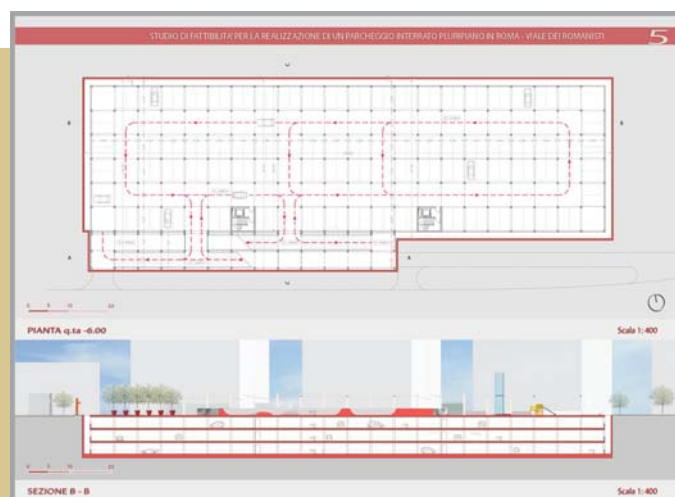 STUDIO DI FATTIBILITA' PER LA REALIZZAZIONE DI UN PARCHEGGIO INTERRATO PLURIPIANO IN ROMA - VIALE DEI ROMANISTI
5
PIANTA q.ta -6.00
Scala 1:400
SEZIONE B - B
Scala 1:400